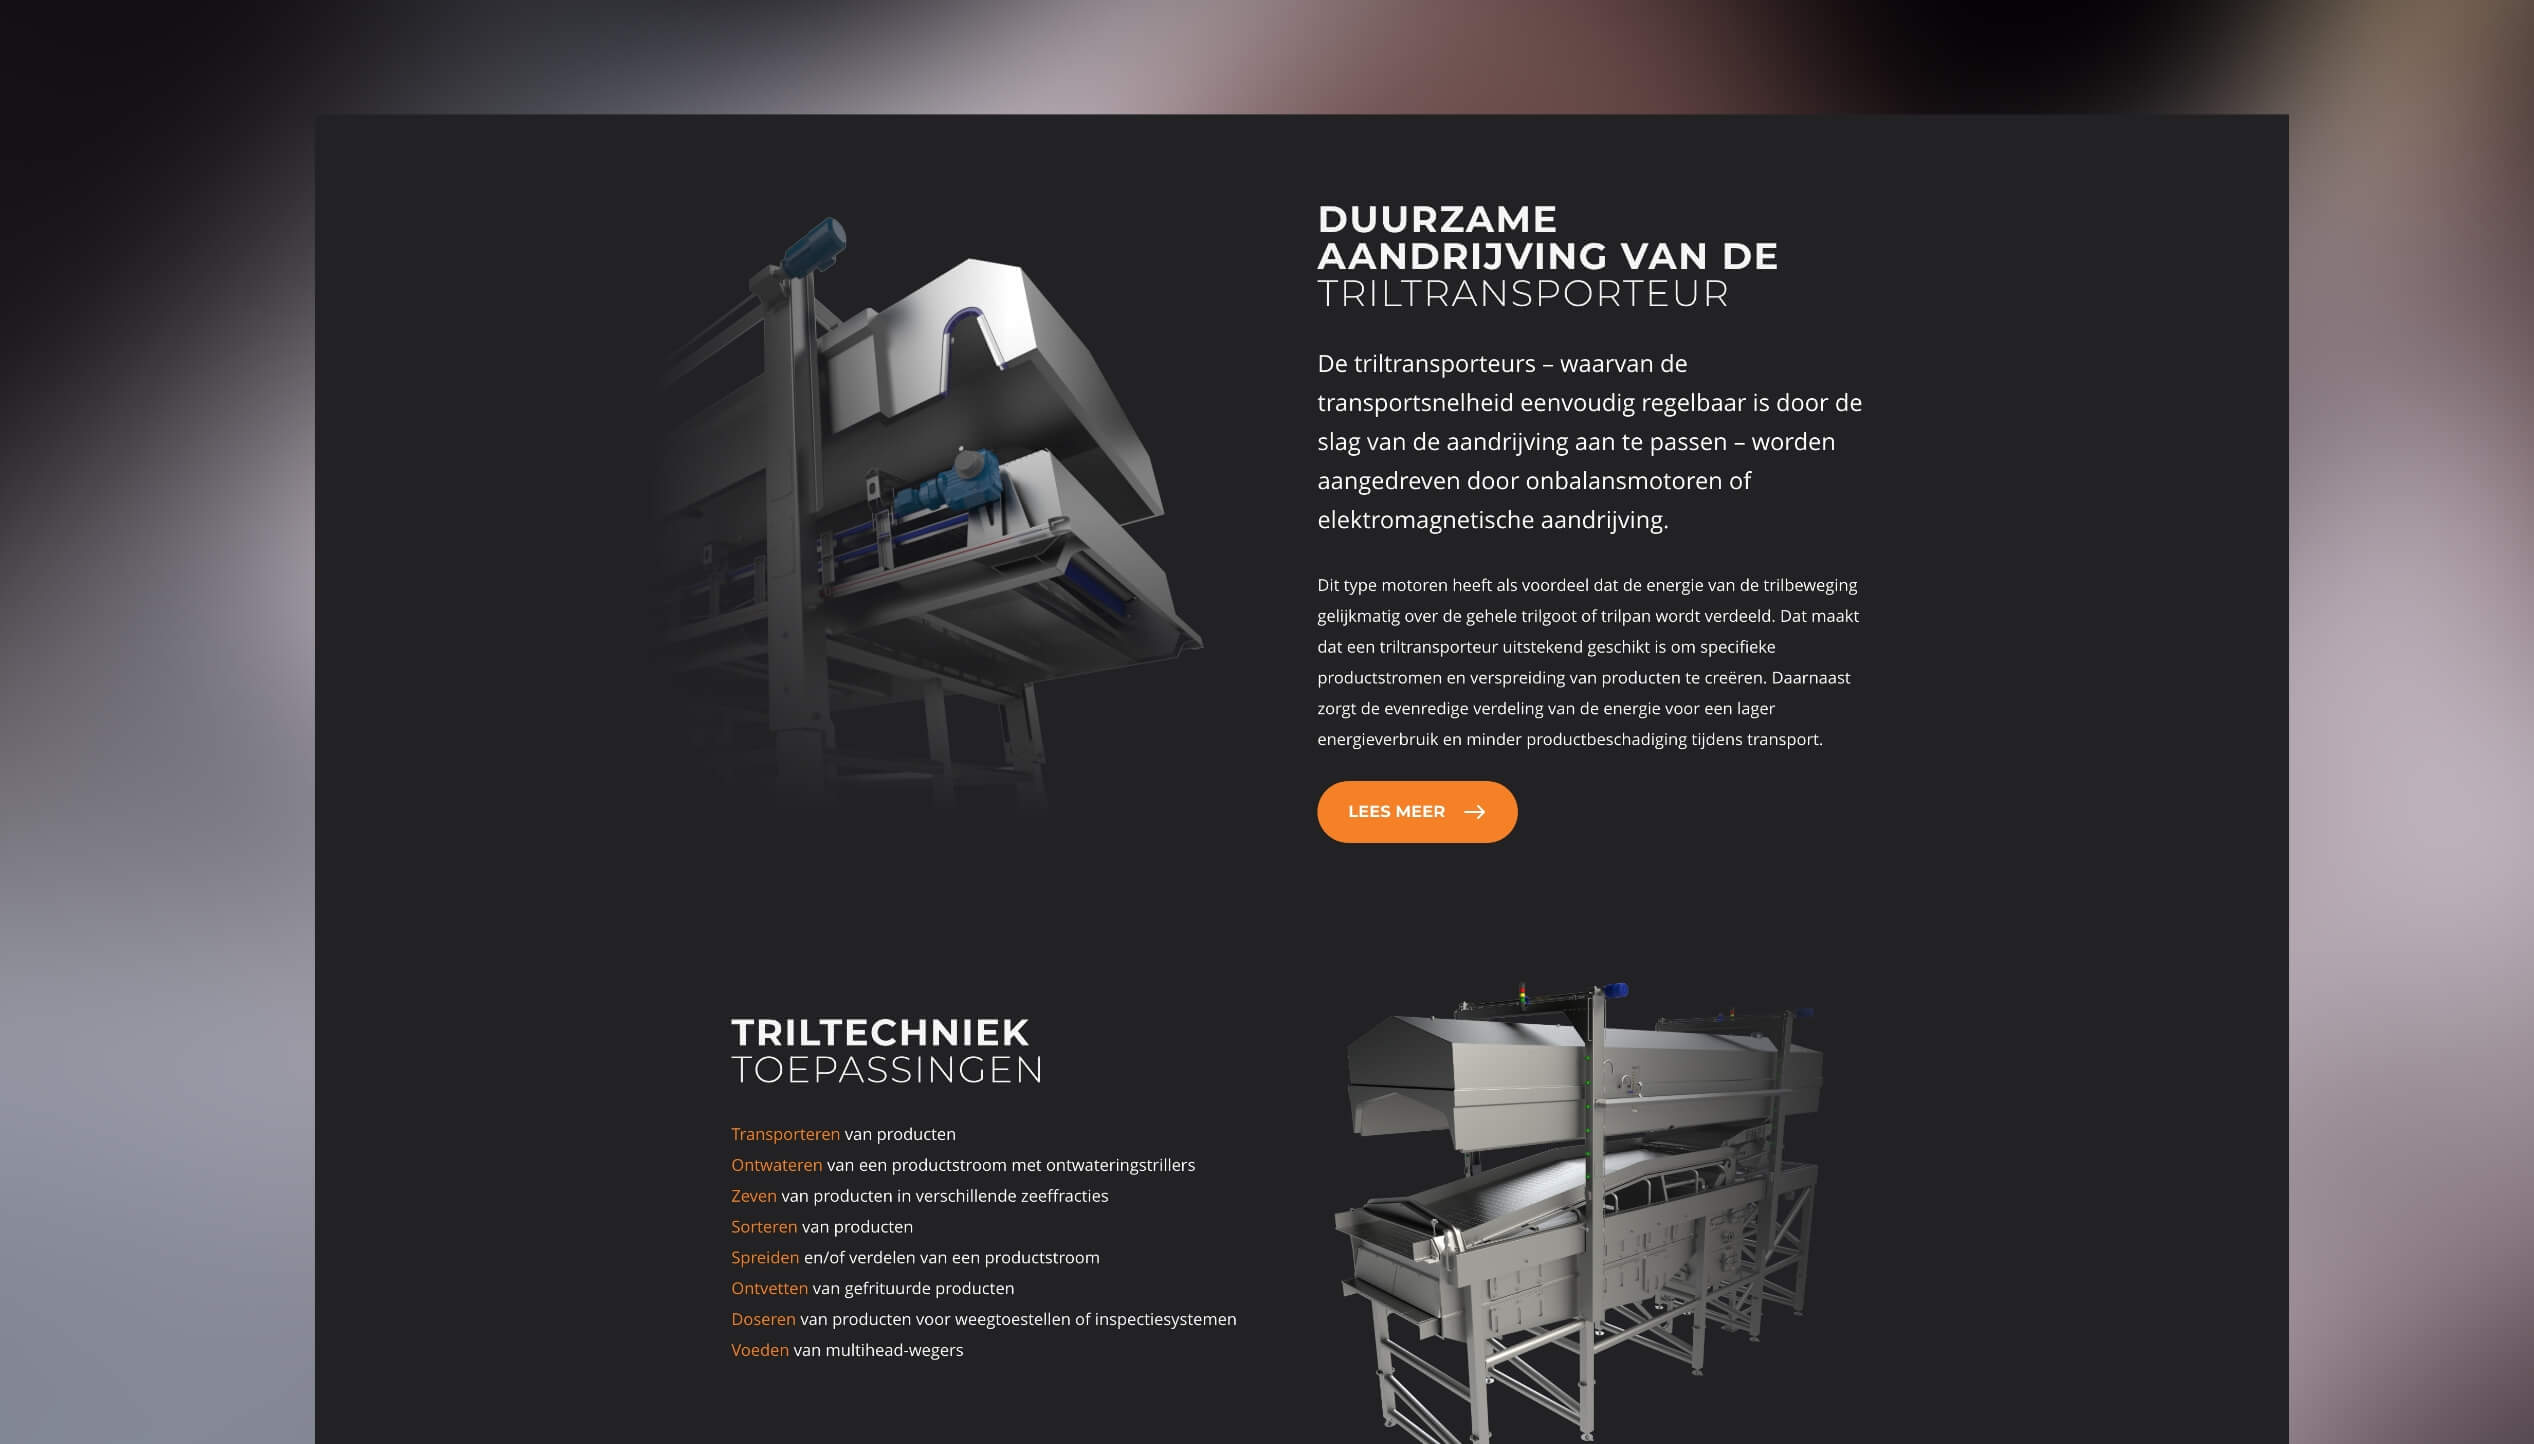 DUURZAME
AANDRIJVING VAN DE
TRILTRANSPORTEUR
De triltransporteurs – waarvan de
transportsnelheid eenvoudig regelbaar is door de
slag van de aandrijving aan te passen – worden
aangedreven door onbalansmotoren of
elektromagnetische aandrijving.
Dit type motoren heeft als voordeel dat de energie van de trilbeweging
gelijkmatig over de gehele trilgoot of trilpan wordt verdeeld. Dat maakt
dat een triltransporteur uitstekend geschikt is om specifieke
productstromen en verspreiding van producten te creëren. Daarnaast
zorgt de evenredige verdeling van de energie voor een lager
energieverbruik en minder productbeschadiging tijdens transport.
LEES MEER
TRILTECHNIEK
TOEPASSINGEN
Transporteren van producten
Ontwateren van een productstroom met ontwateringstrillers
Zeven van producten in verschillende zeeffracties
Sorteren van producten
Spreiden en/of verdelen van een productstroom
Ontvetten van gefrituurde producten
Doseren van producten voor weegtoestellen of inspectiesystemen
Voeden van multihead-wegers